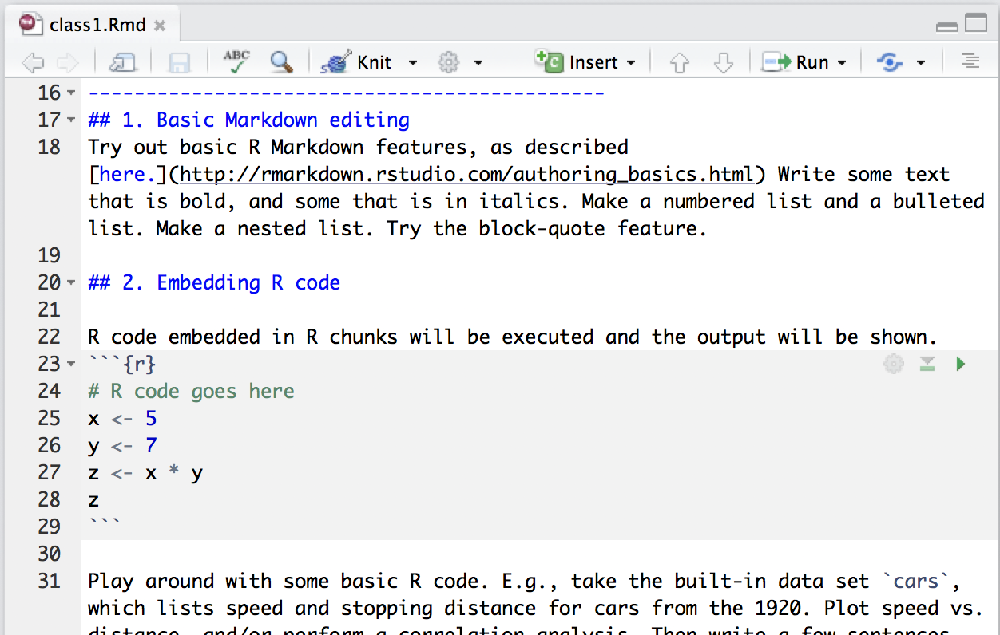 class1.Rmd
ABC Knit Insert Run
16 ---------------------------------------------
17 ## 1. Basic Markdown editing
18 Try out basic R Markdown features, as described
[here.](http://rmarkdown.rstudio.com/authoring_basics.html) Write some text
that is bold, and some that is in italics. Make a numbered list and a bulleted
list. Make a nested list. Try the block-quote feature.
19
20 ## 2. Embedding R code
21
22 R code embedded in R chunks will be executed and the output will be shown.
23 ```{r}
24 # R code goes here
25 x <- 5
26 y <- 7
27 z <- x * y
28 z
29 ```
30
31 Play around with some basic R code. E.g., take the built-in data set `cars`,
which lists speed and stopping distance for cars from the 1920. Plot speed vs.
distance, and/or perform a correlation analysis. Then write a few sentences